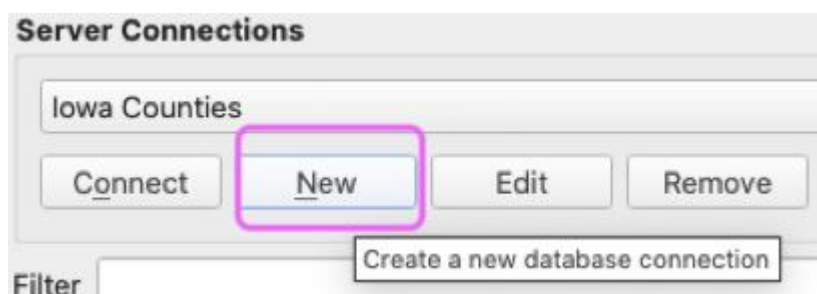 Server Connections
Iowa Counties
Connect New Edit Remove
Create a new database connection
Filter